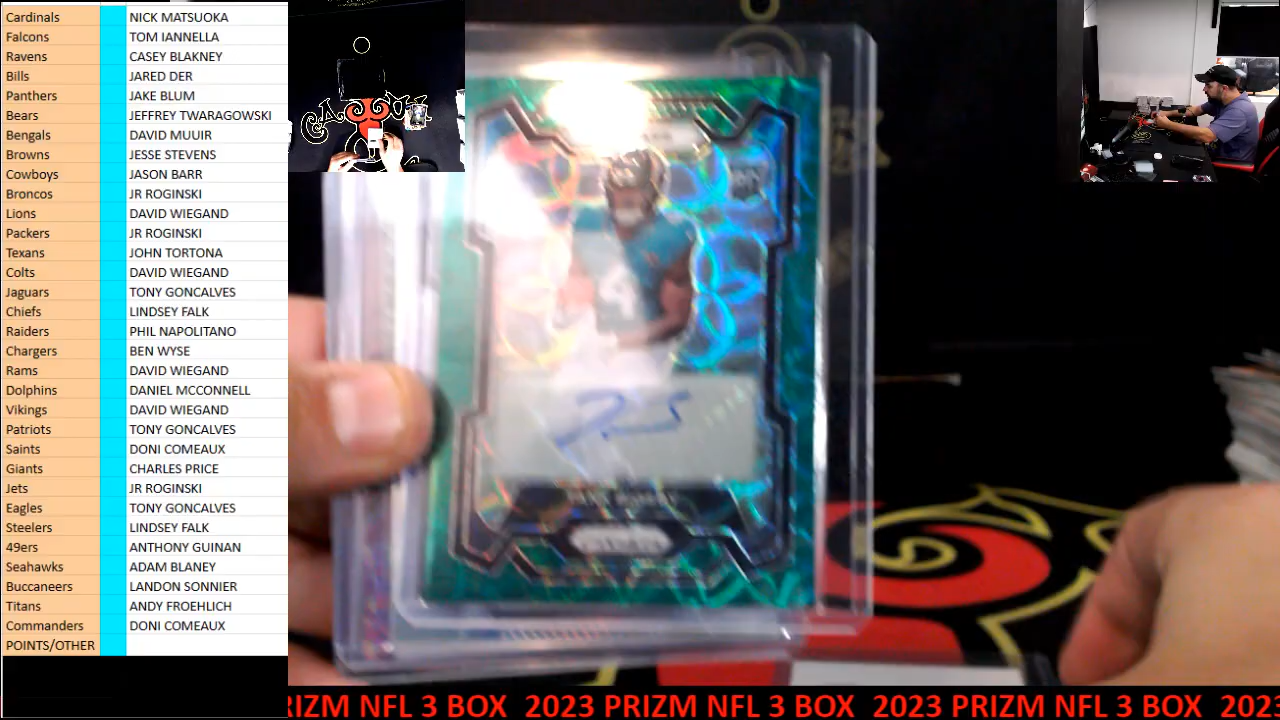 Cardinals NICK MATSUOKA
Falcons TOM IANNELLA
Ravens CASEY BLAKNEY
Bills JARED DER
Panthers JAKE BLUM
Bears JEFFREY TWARAGOWSKI
Bengals DAVID MUUIR
Browns JESSE STEVENS
Cowboys JASON BARR
Broncos JR ROGINSKI
Lions DAVID WIEGAND
Packers JR ROGINSKI
Texans JOHN TORTONA
Colts DAVID WIEGAND
Jaguars TONY GONCALVES
Chiefs LINDSEY FALK
Raiders PHIL NAPOLITANO
Chargers BEN WYSE
Rams DAVID WIEGAND
Dolphins DANIEL MCCONNELL
Vikings DAVID WIEGAND
Patriots TONY GONCALVES
Saints DONI COMEAUX
Giants CHARLES PRICE
Jets JR ROGINSKI
Eagles TONY GONCALVES
Steelers LINDSEY FALK
49ers ANTHONY GUINAN
Seahawks ADAM BLANEY
Buccaneers LANDON SONNIER
Titans ANDY FROEHLICH
Commanders DONI COMEAUX
POINTS/OTHER
4
RIZM NFL 3 BOX 2023 PRIZM NFL 3 BOX 2023 PRIZM NFL 3 BOX 202